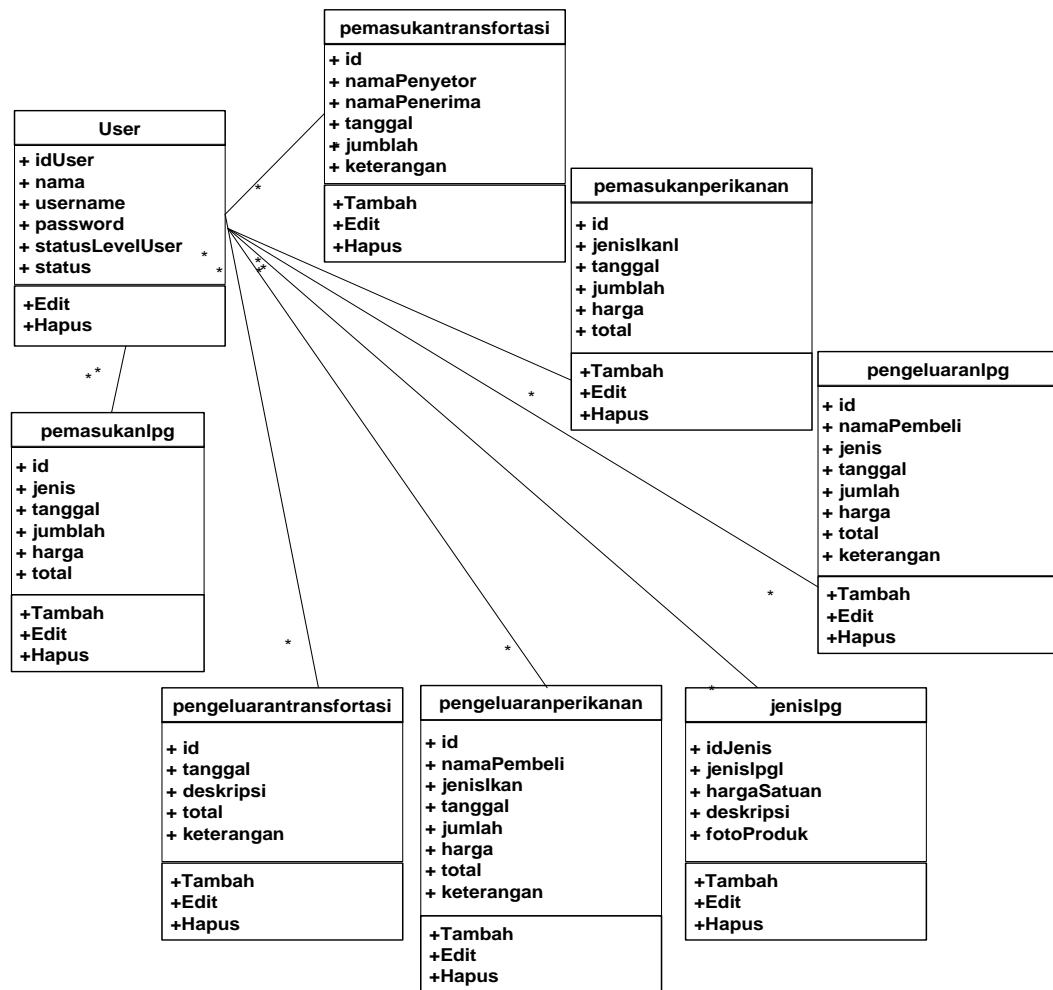 pemasukantransfortasi
+ id
+ namaPenyetor
+ namaPenerima
+ tanggal
+ jumblah
+ keterangan
+Tambah
+Edit
+Hapus
User
+ idUser
+ nama
+ username
+ password
+ statusLevelUser
+ status
+Edit
+Hapus
pemasukanperikanan
+ id
+ jenisIkanI
+ tanggal
+ jumblah
+ harga
+ total
+Tambah
+Edit
+Hapus
pengeluaranlpg
+ id
+ namaPembeli
+ jenis
+ tanggal
+ jumlah
+ harga
+ total
+ keterangan
+Tambah
+Edit
+Hapus
pemasukanlpg
+ id
+ jenis
+ tanggal
+ jumblah
+ harga
+ total
+Tambah
+Edit
+Hapus
pengeluarantransfortasi
+ id
+ tanggal
+ deskripsi
+ total
+ keterangan
+Tambah
+Edit
+Hapus
pengeluaranperikanan
+ id
+ namaPembeli
+ jenisIkan
+ tanggal
+ jumlah
+ harga
+ total
+ keterangan
+Tambah
+Edit
+Hapus
jenislpg
+ idJenis
+ jenislpgI
+ hargaSatuan
+ deskripsi
+ fotoProduk
+Tambah
+Edit
+Hapus
*
*
*
*
*
*
*
*
*
*
*
*
*
*